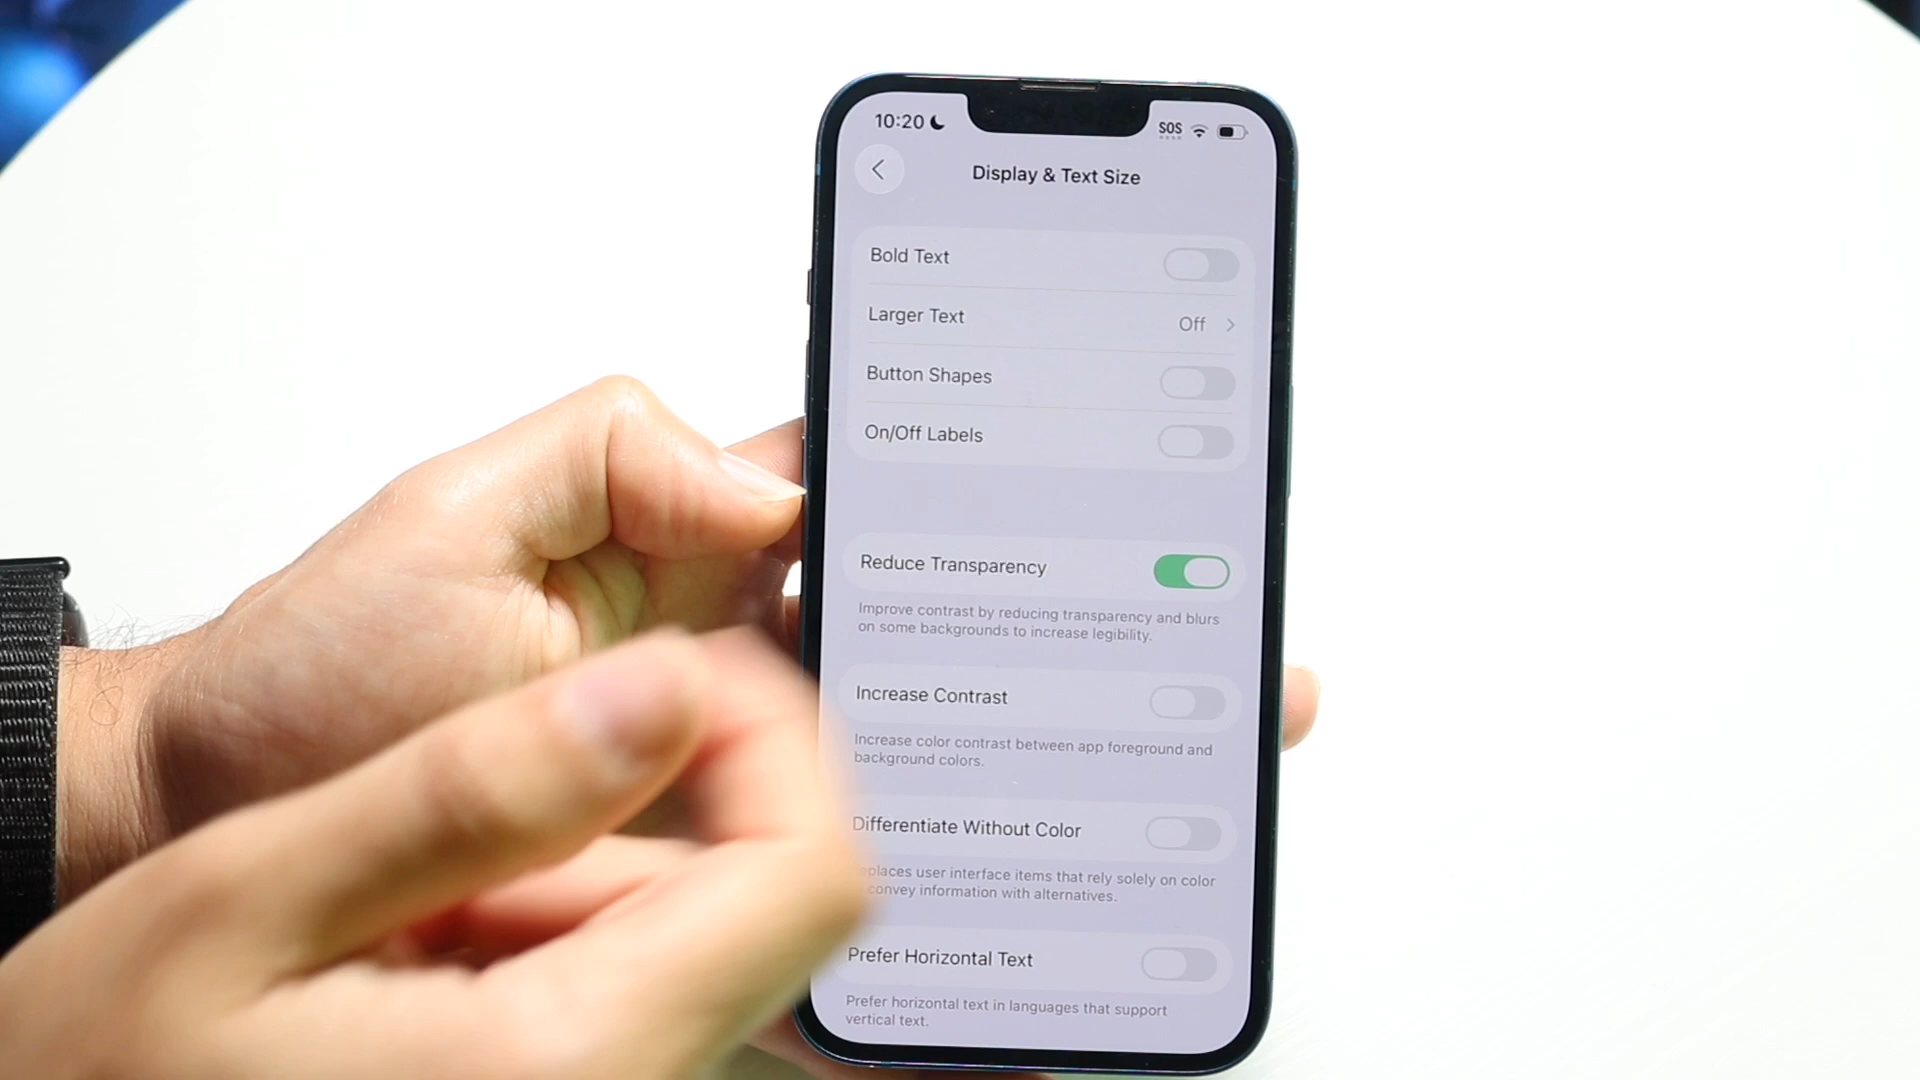 10:20
SOS
Display & Text Size
Bold Text
Larger Text Off
Button Shapes
On/Off Labels
Reduce Transparency
Improve contrast by reducing transparency and blurs
on some backgrounds to increase legibility.
Increase Contrast
Increase color contrast between app foreground and
background colors.
Differentiate Without Color
places user interface items that rely solely on color
convey information with alternatives.
Prefer Horizontal Text
Prefer horizontal text in languages that support
vertical text.